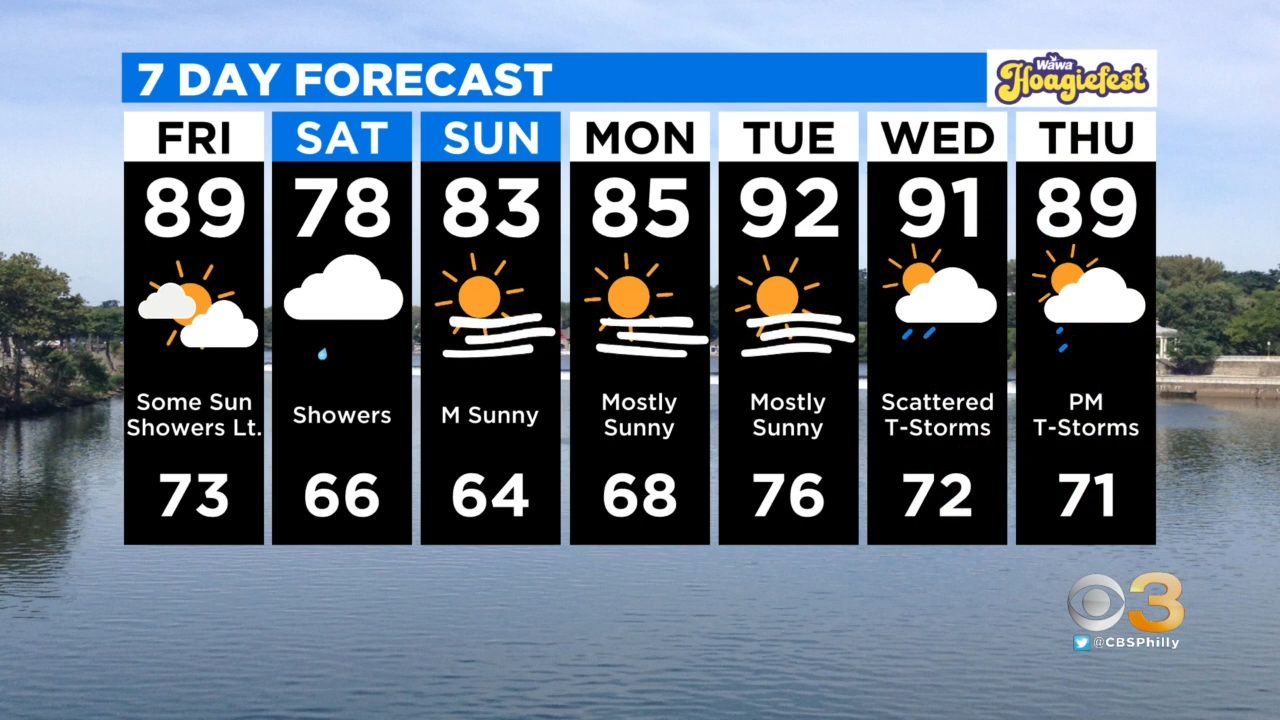 7 DAY FORECAST
Wawa
Hoagiefest
FRI
89
Some Sun
Showers Lt.
73
SAT
78
Showers
66
SUN
83
M Sunny
64
MON
85
Mostly
Sunny
68
TUE
92
Mostly
Sunny
76
WED
91
Scattered
T-Storms
72
THU
89
PM
T-Storms
71
3
@CBSPhilly